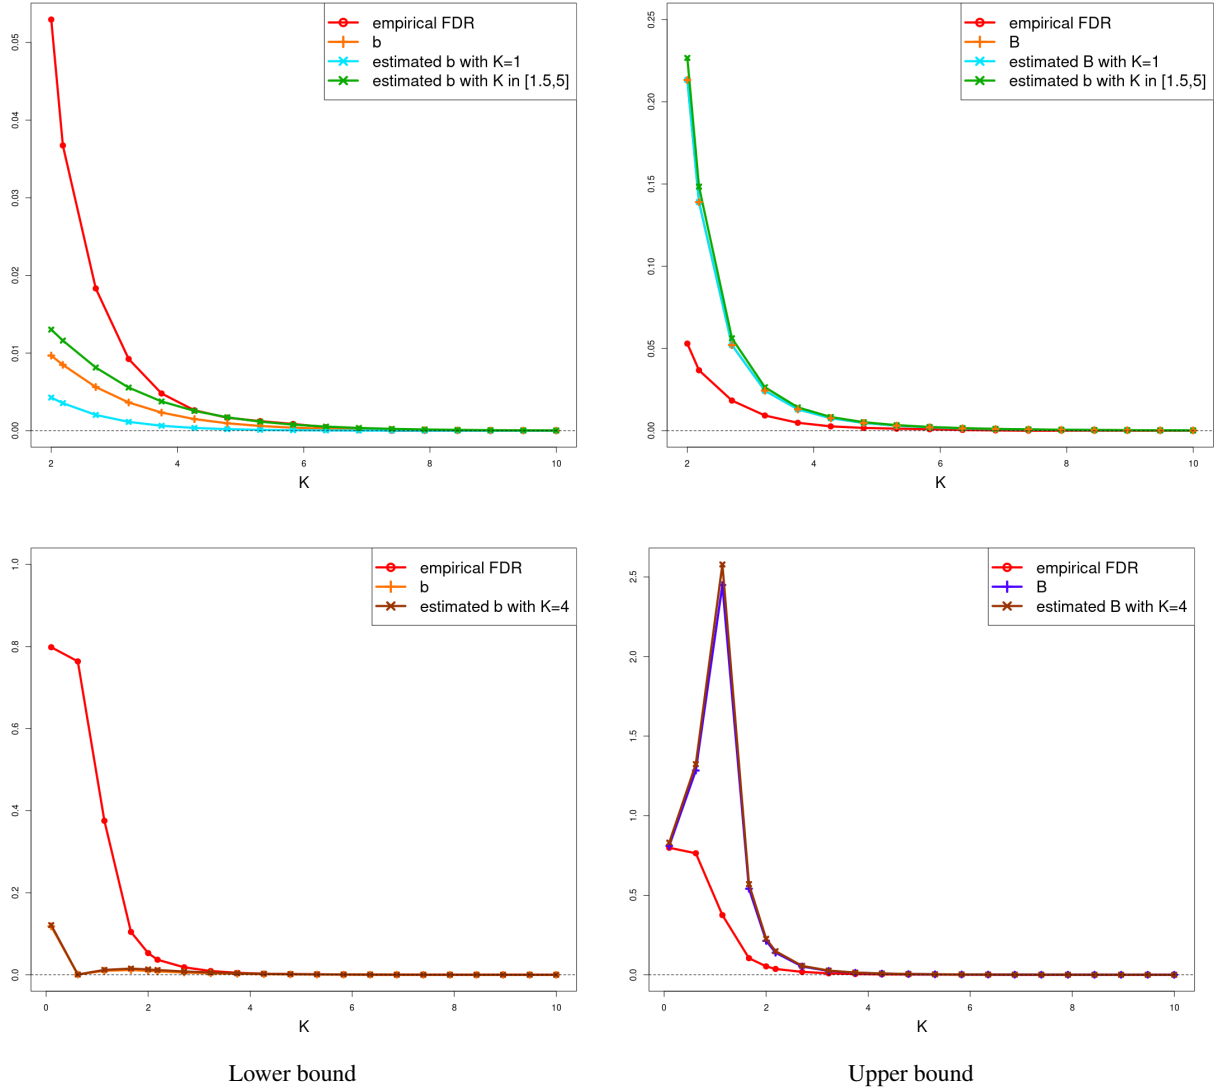 empirical FDR
b
estimated b with K=1
estimated b with K in [1.5,5]
0.05
0.04
0.03
0.02
0.01
0.00
2 4 6 8 10
K
empirical FDR
B
estimated B with K=1
estimated b with K in [1.5,5]
0.25
0.20
0.15
0.10
0.05
0.00
2 4 6 8 10
K
empirical FDR
b
estimated b with K=4
1.0
0.8
0.6
0.4
0.2
0.0
0 2 4 6 8 10
K
empirical FDR
B
estimated B with K=4
2.5
2.0
1.5
1.0
0.5
0.0
0 2 4 6 8 10
K
Lower bound
Upper bound